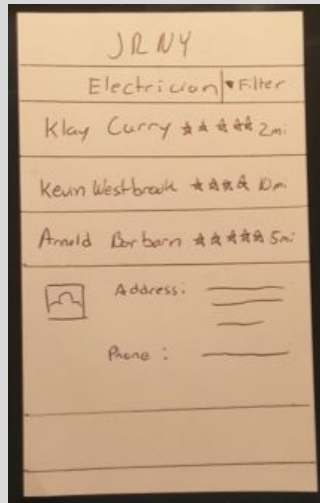 JRNY
Electrician ▾ Filter
Klay Curry ★★★★★ 2mi
Kevin Westbrook ★★★★ 10mi
Arnold Barbarn ★★★★★ 5mi
Address:
Phone: